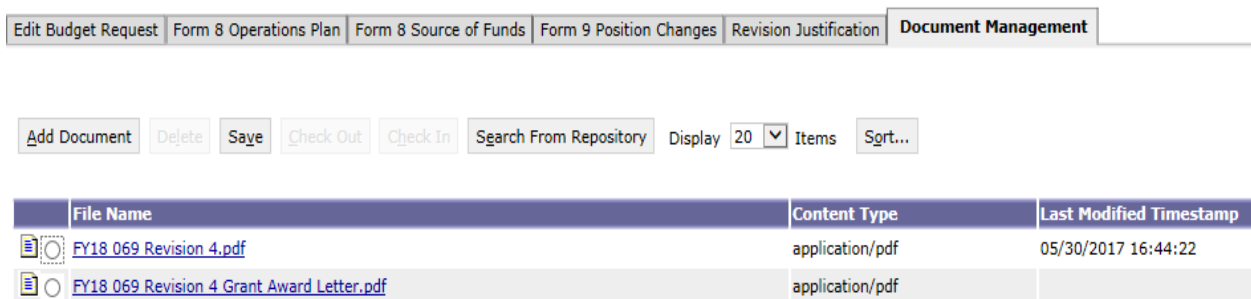 Edit Budget Request Form 8 Operations Plan Form 8 Source of Funds Form 9 Position Changes Revision Justification Document Management
Add Document Delete Save Check Out Check In Search From Repository Display 20 Items Sort...
File Name Content Type Last Modified Timestamp
FY18 069 Revision 4.pdf application/pdf 05/30/2017 16:44:22
FY18 069 Revision 4 Grant Award Letter.pdf application/pdf